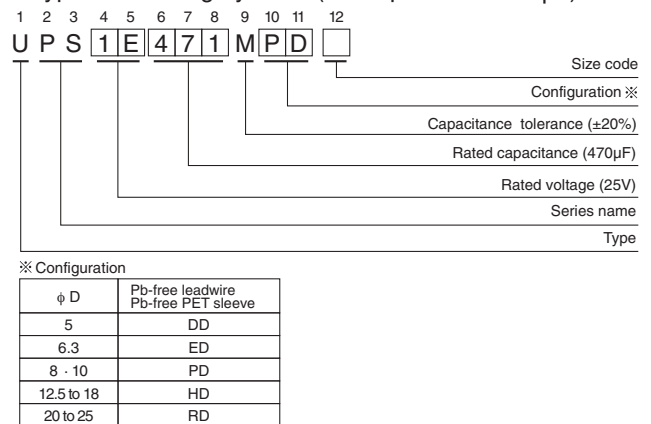 1 2 3 4 5 6 7 8 9 10 11 12
U P S 1 E 4 7 1 M P D
Size code
Configuration ※
Capacitance tolerance (±20%)
Rated capacitance (470µF)
Rated voltage (25V)
Series name
Type
※ Configuration
ϕ D Pb-free leadwire
Pb-free PET sleeve
5 DD
6.3 ED
8 · 10 PD
12.5 to 18 HD
20 to 25 RD